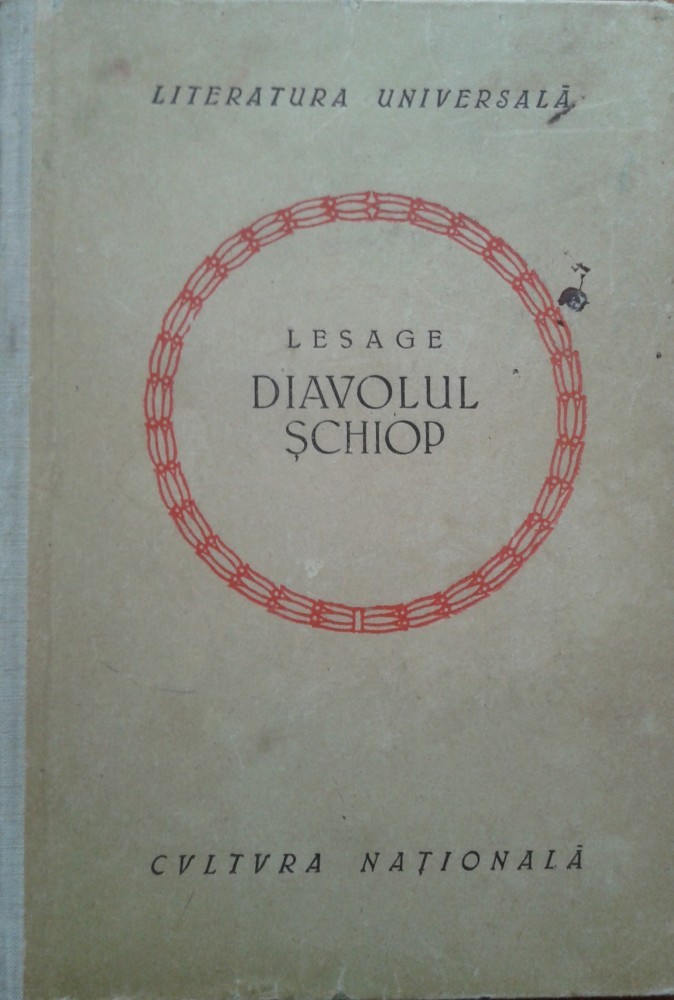 LITERATURA UNIVERSALĂ
LESAGE
DIAVOLUL
ȘCHIOP
CVLTVRA NAȚIONALĂ